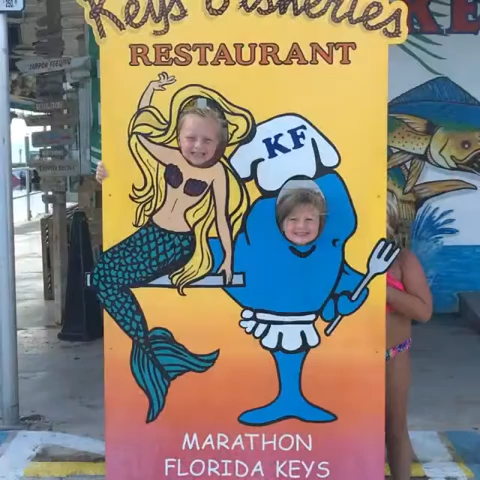 Keys Fisheries
RESTAURANT
KF
MARATHON
FLORIDA KEYS